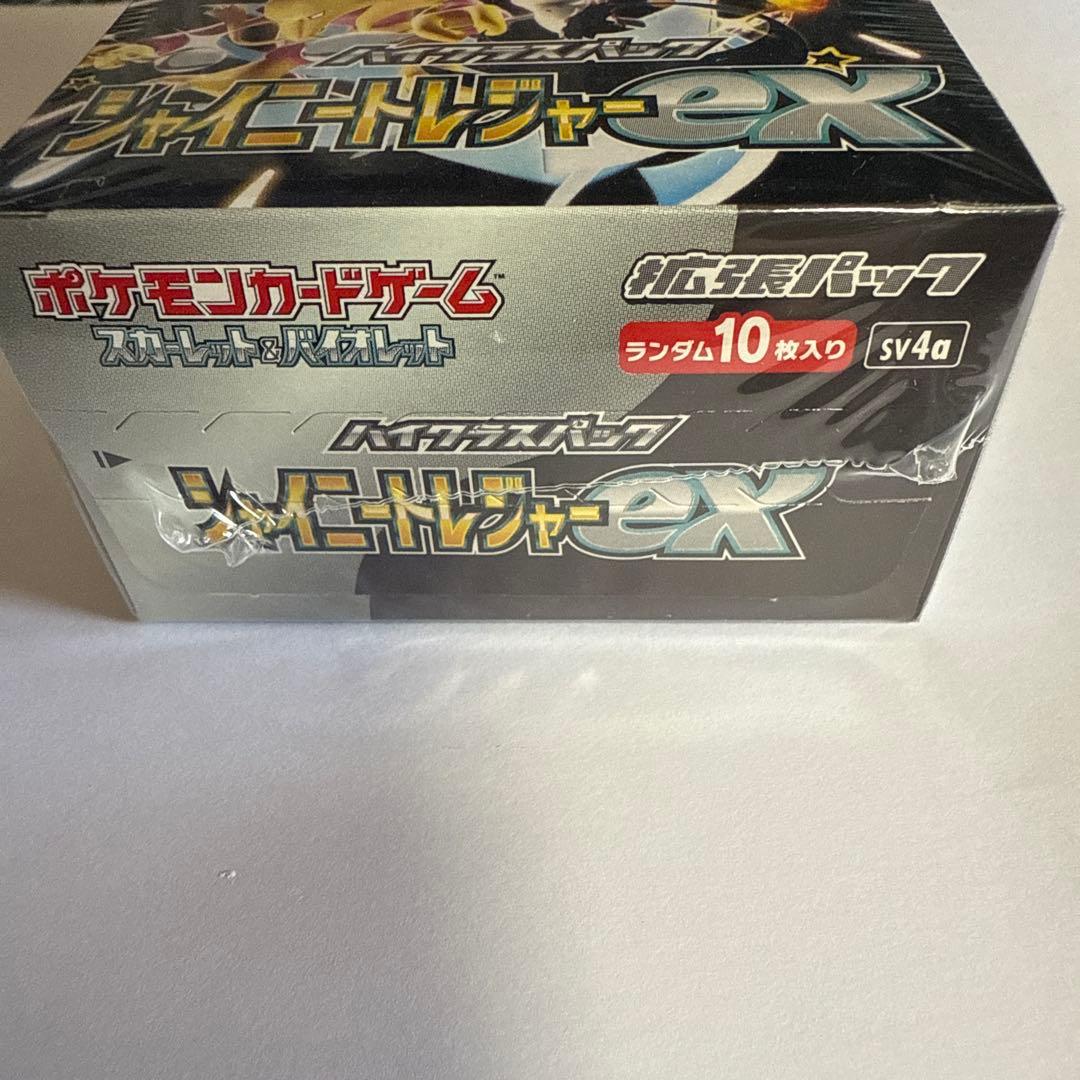 ハイクラスパック
シャイニートレジャーex
ポケモンカードゲーム™
スカーレット&バイオレット
拡張パック
ランダム10枚入り
sv4a
ハイクラスパック
シャイニートレジャーex